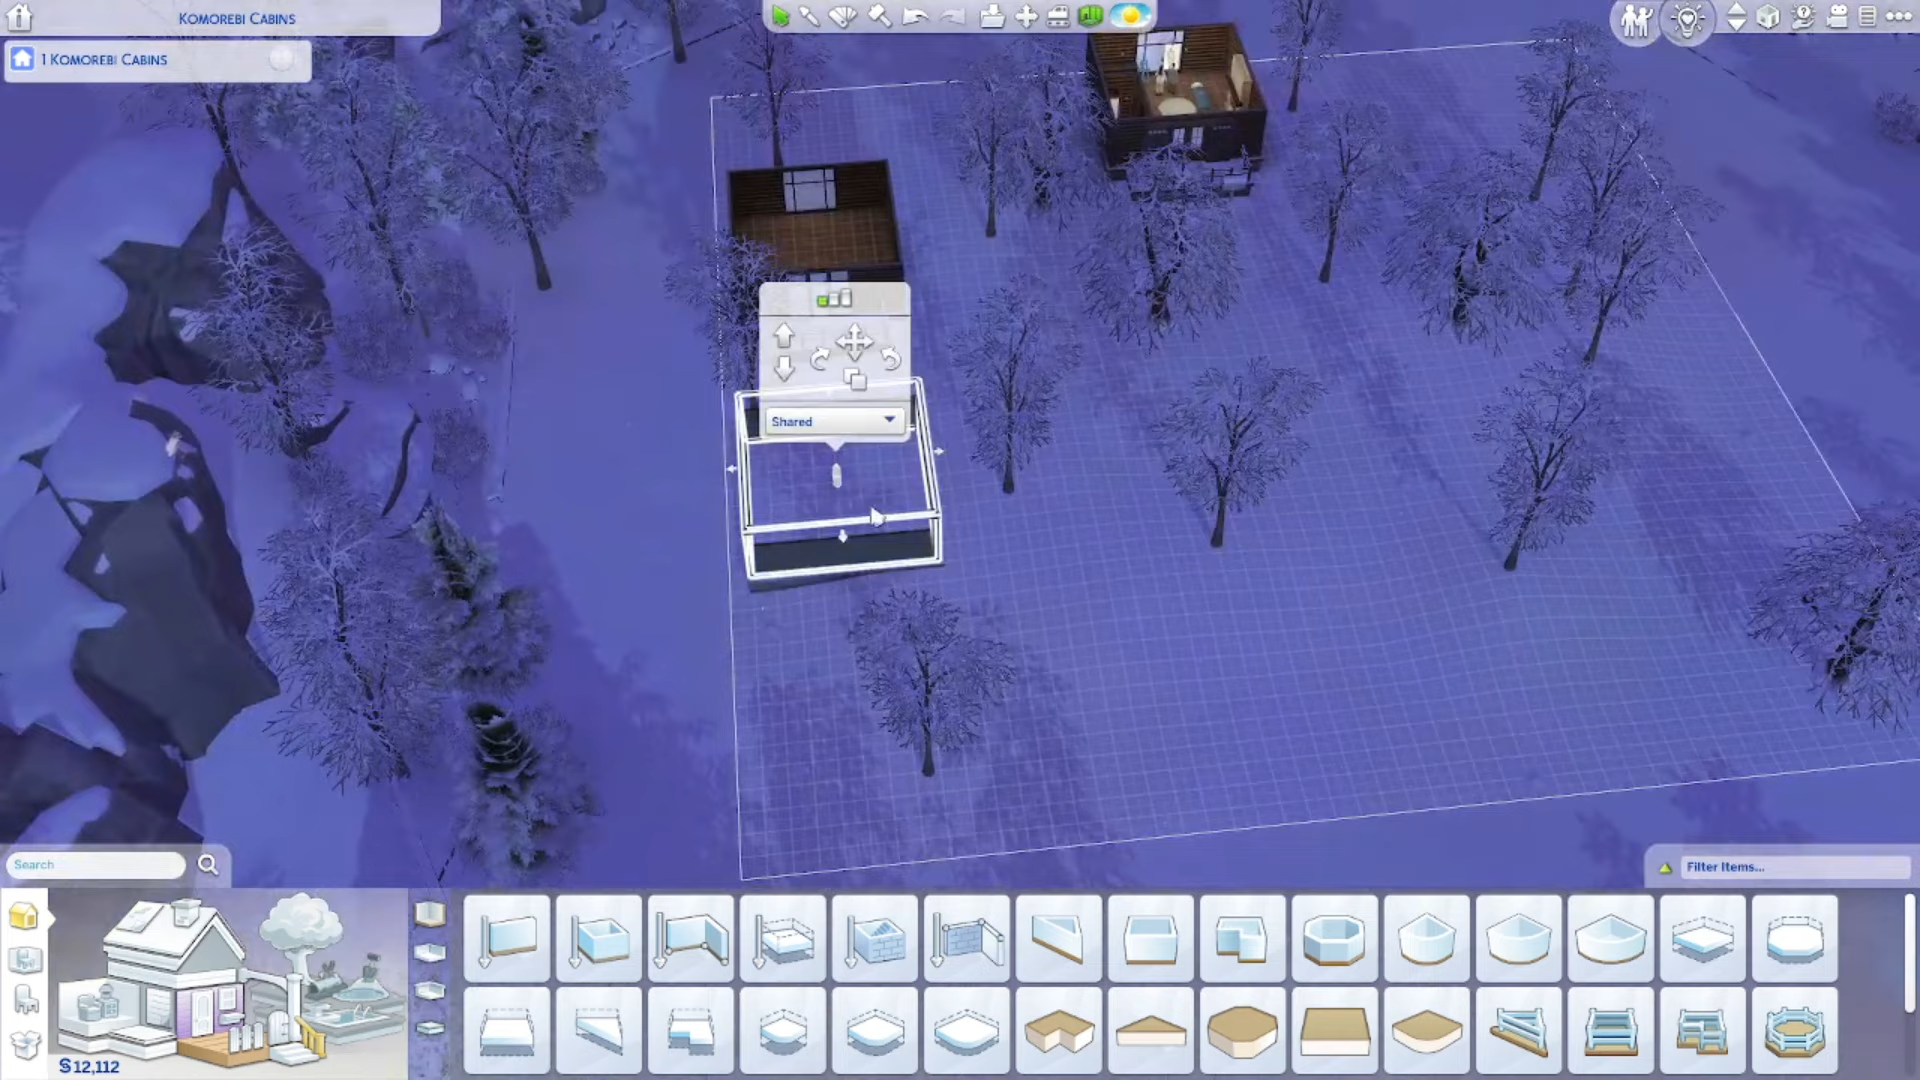 KOMOREBI CABINS
1 KOMOREBI CABINS
Shared
Search
Filter Items...
§12,112